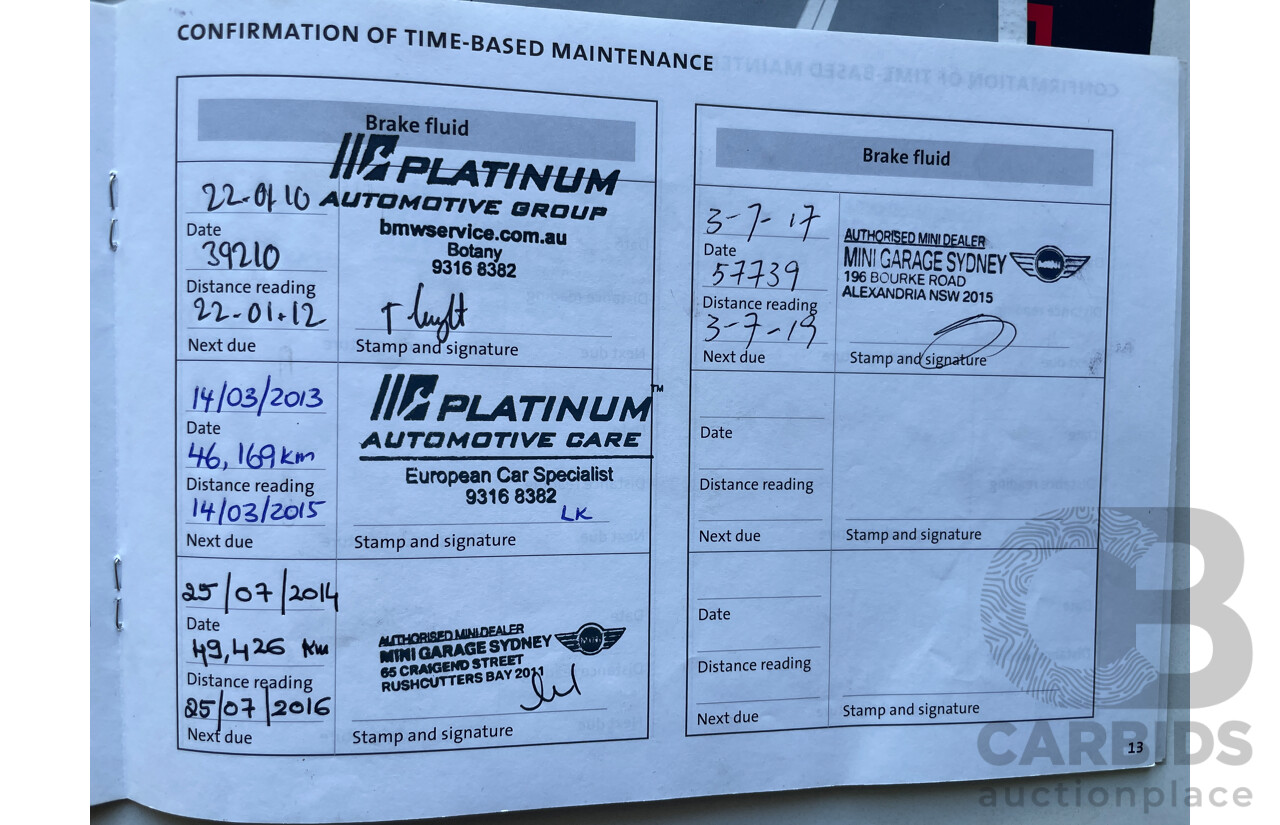 CONFIRMATION OF TIME-BASED MAINTENANCE
Brake fluid
PLATINUM
AUTOMOTIVE GROUP
bmwservice.com.au
Botany
9316 8382
22-01 10
Date
39210
Distance reading
22-01-12
Next due
Stamp and signature
PLATINUM™
AUTOMOTIVE CARE
European Car Specialist
9316 8382
LK
14/03/2013
Date
46,169km
Distance reading
14/03/2015
Next due
Stamp and signature
25/07/2014
Date
49,426 Km
Distance reading
25/07/2016
Next due
AUTHORISED MINI DEALER
MINI GARAGE SYDNEY
65 CRAIGEND STREET
RUSHCUTTERS BAY 2011
Stamp and signature
Brake fluid
3-7-17
Date
57739
Distance reading
3-7-19
Next due
AUTHORISED MINI DEALER
MINI GARAGE SYDNEY
196 BOURKE ROAD
ALEXANDRIA NSW 2015
Stamp and signature
Date
Distance reading
Next due
Stamp and signature
Date
Distance reading
Next due
Stamp and signature
13
CARBIDS
auctionplace